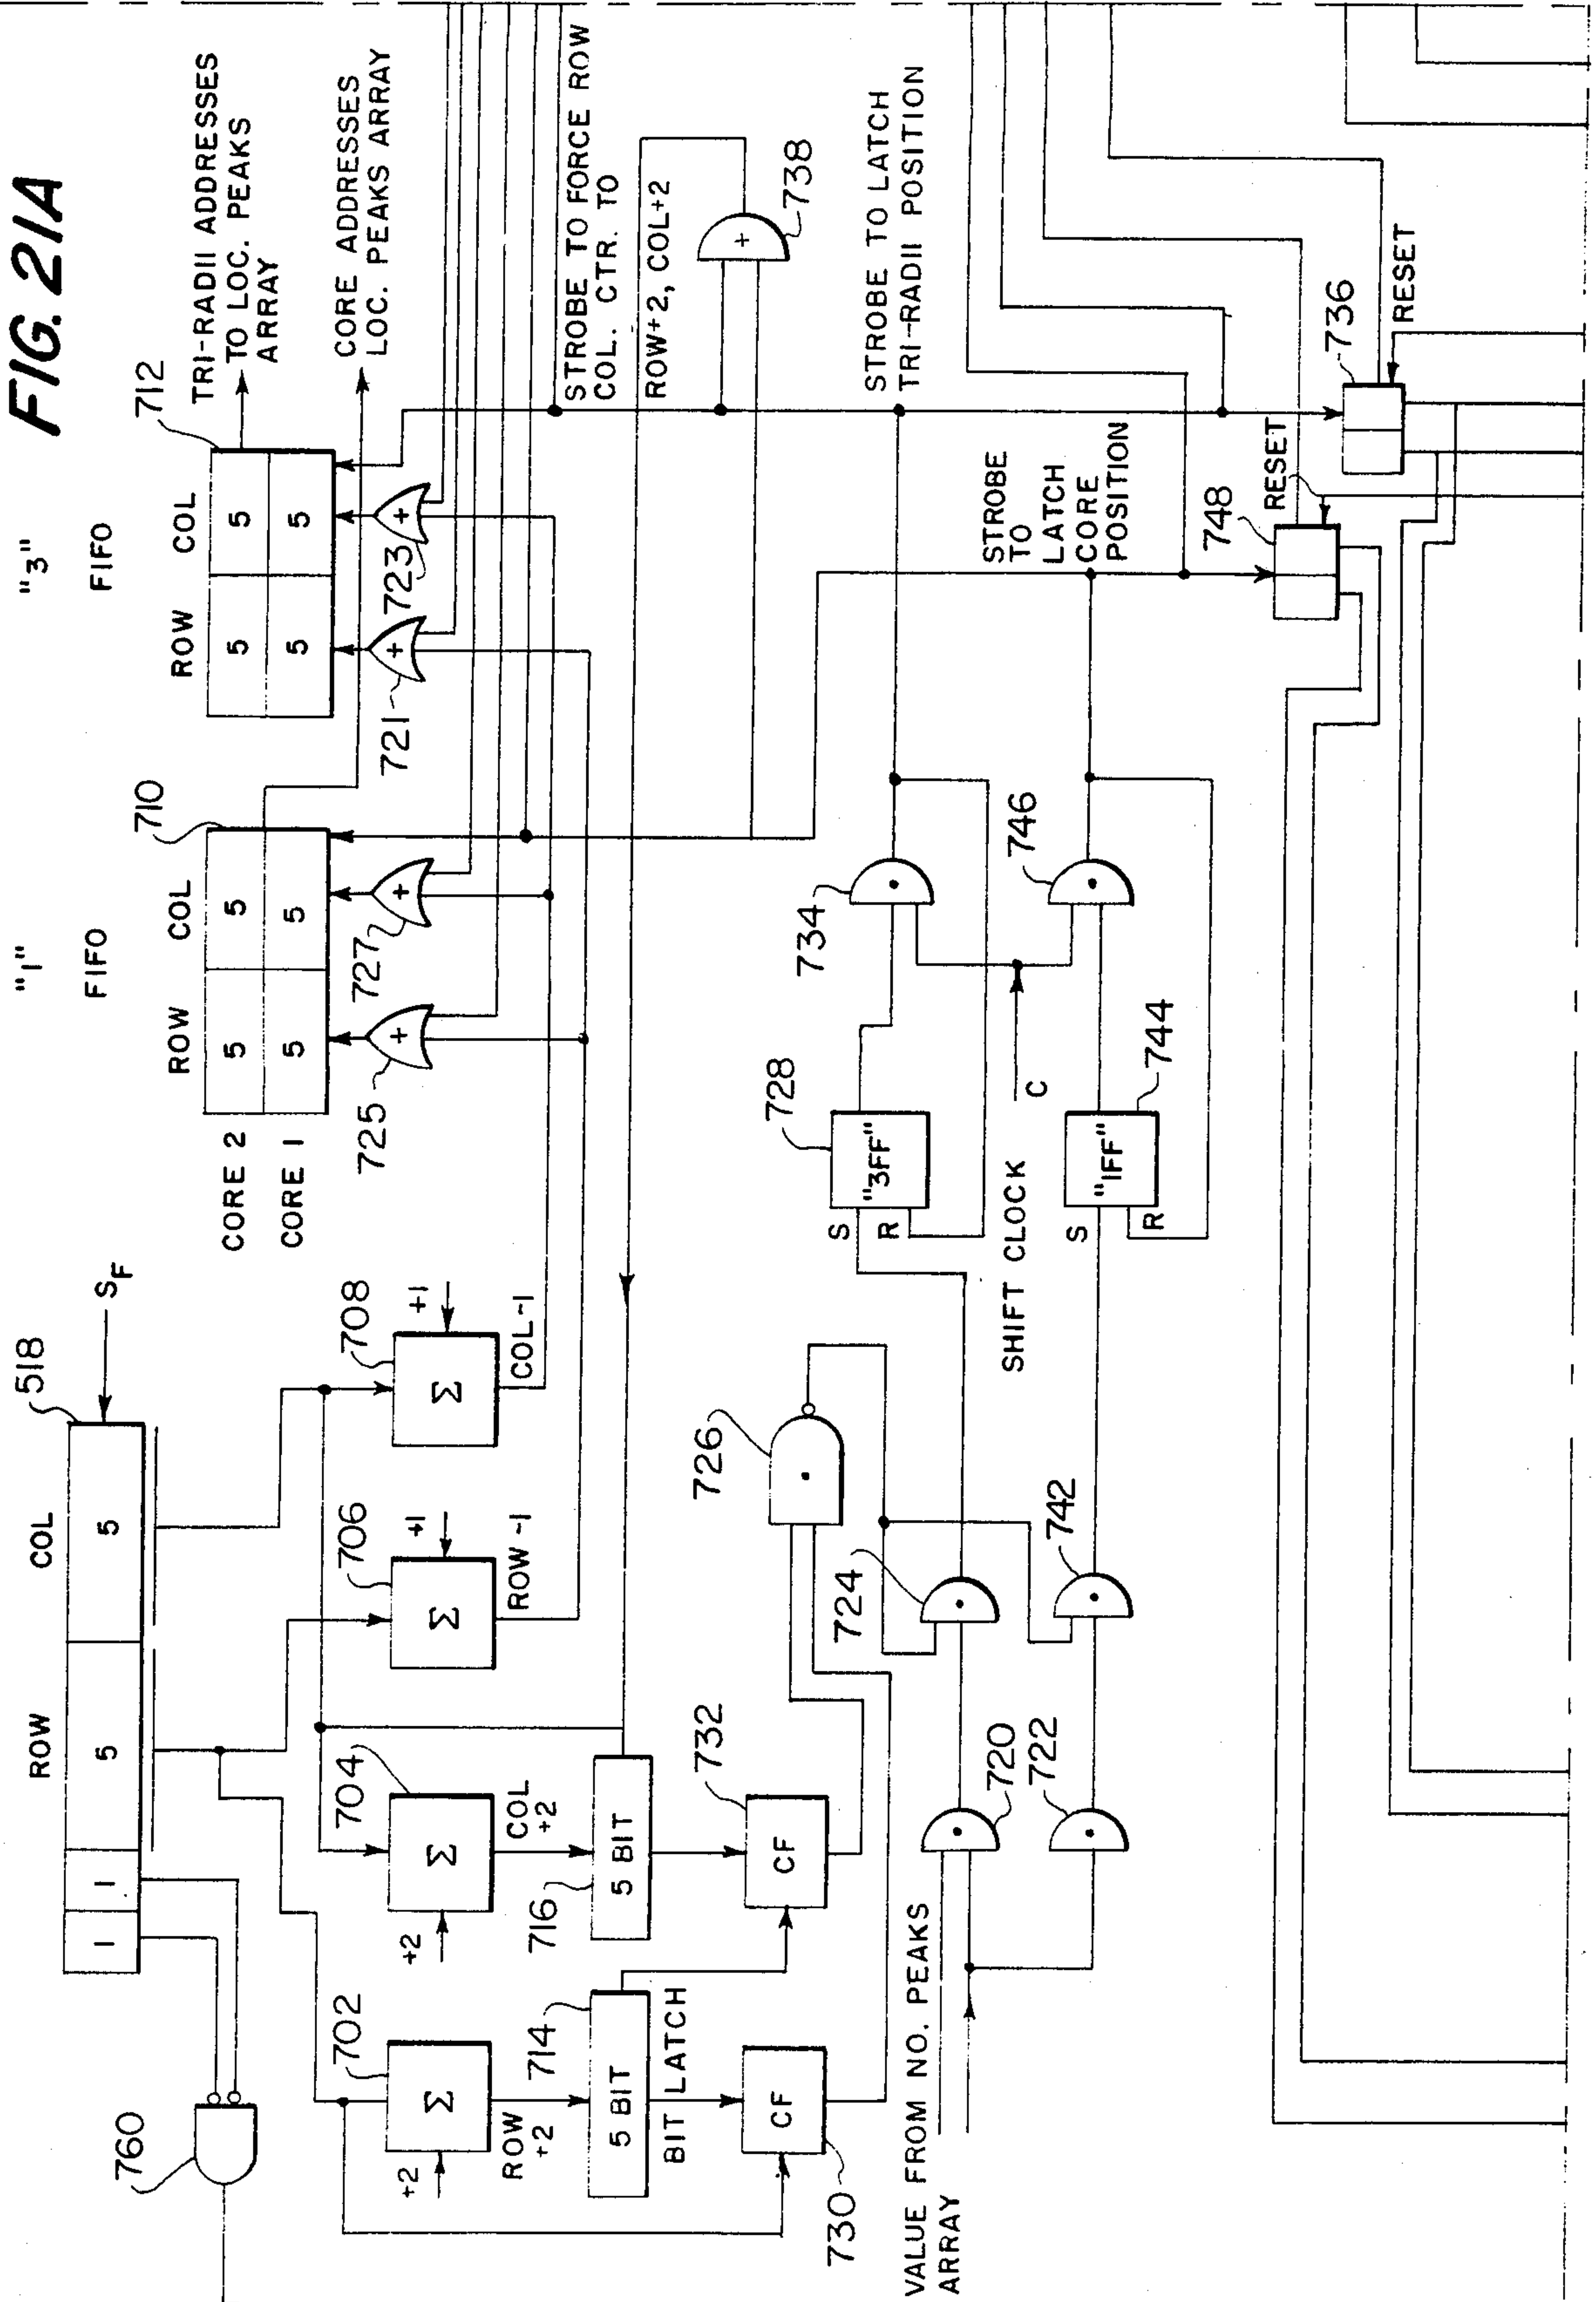 FIG. 21A
"3"
FIFO
ROW COL
712
5 5
5 5
TRI-RADII ADDRESSES
TO LOC. PEAKS
ARRAY
CORE ADDRESSES
LOC. PEAKS ARRAY
721
723
"1"
FIFO
ROW COL
710
CORE 2 5 5
CORE 1 5 5
725
727
+
+
+
+
STROBE TO FORCE ROW
COL. CTR. TO
ROW+2, COL+2
+
738
518
SF
ROW COL
1 1 5 5
760
702
Σ
+2
ROW
+2
704
Σ
+2
COL
+2
706
Σ
+1
ROW -1
708
Σ
+1
COL-1
714
5 BIT
BIT LATCH
716
5 BIT
730
CF
732
CF
726
724
742
720
722
VALUE FROM NO. PEAKS
ARRAY
728
"3FF"
S
R
744
"1FF"
S
R
SHIFT CLOCK
C
734
746
STROBE TO LATCH
TRI-RADII POSITION
STROBE
TO
LATCH
CORE
POSITION
748
RESET
736
RESET